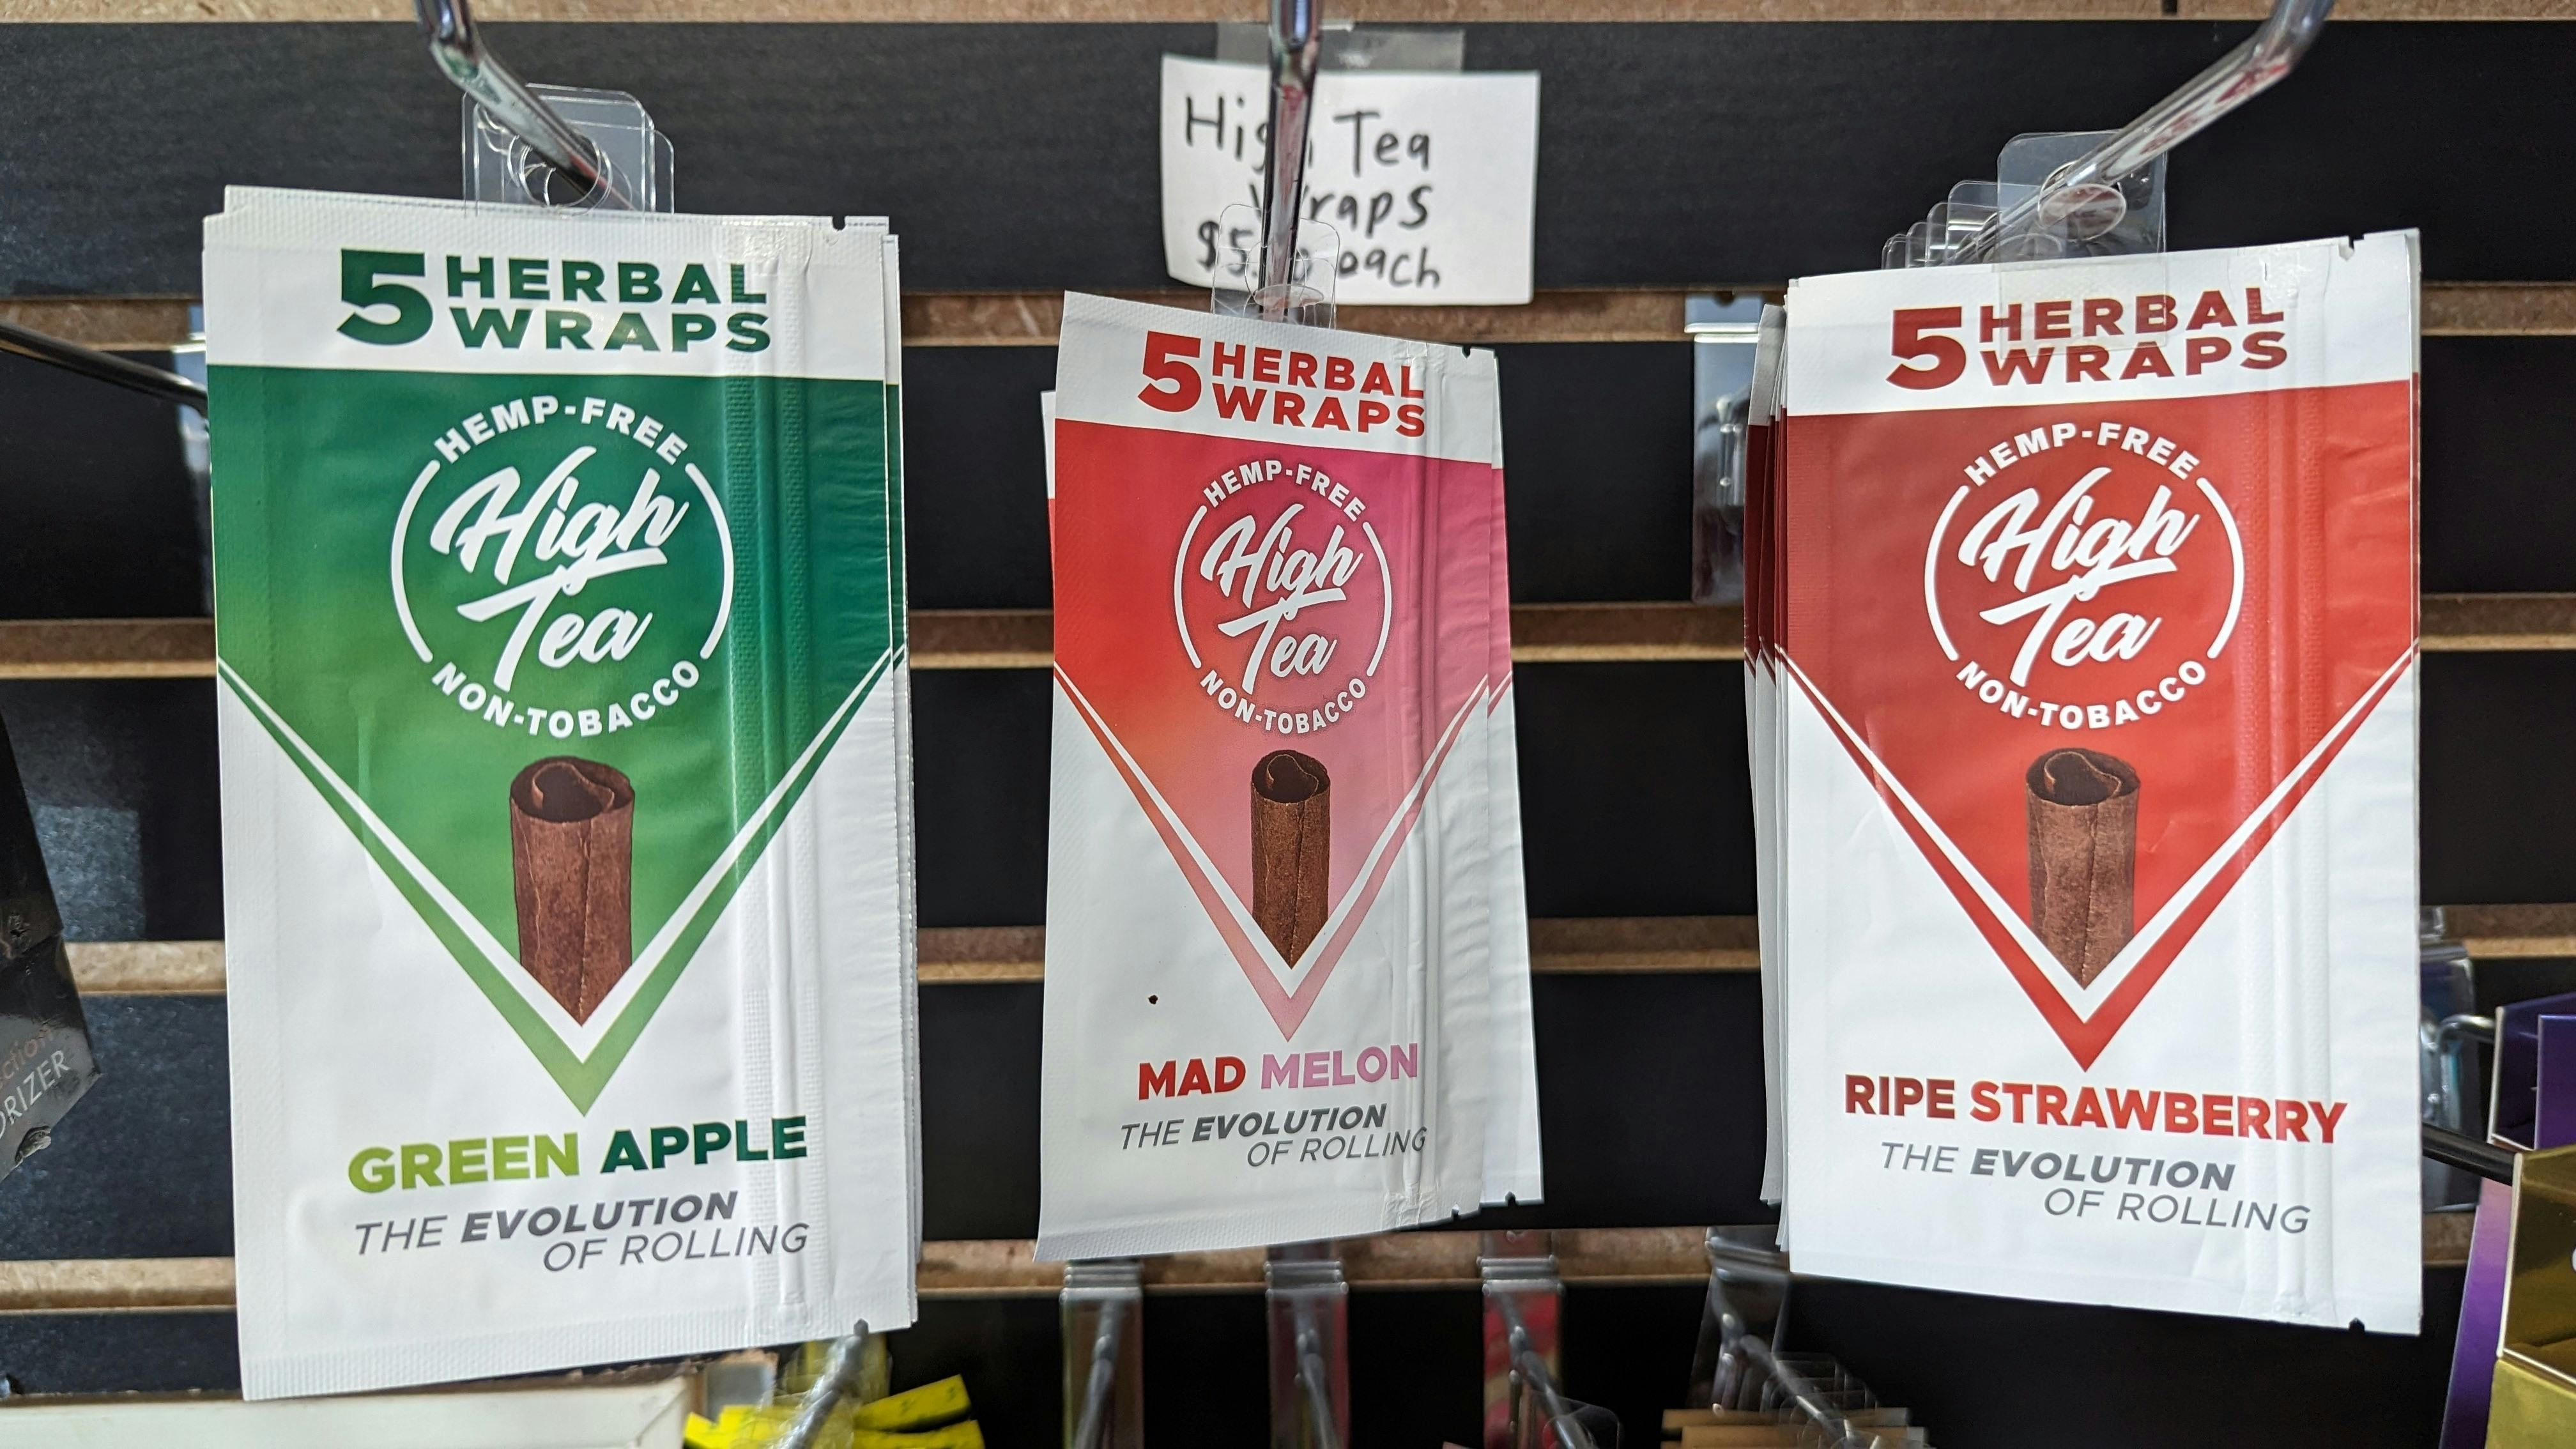 High Tea
Wraps
each
5 HERBAL
WRAPS
HEMP-FREE
High
Tea
NON-TOBACCO
GREEN APPLE
THE EVOLUTION
OF ROLLING
5 HERBAL
WRAPS
HEMP-FREE
High
Tea
NON-TOBACCO
MAD MELON
THE EVOLUTION
OF ROLLING
5 HERBAL
WRAPS
HEMP-FREE
High
Tea
NON-TOBACCO
RIPE STRAWBERRY
THE EVOLUTION
OF ROLLING